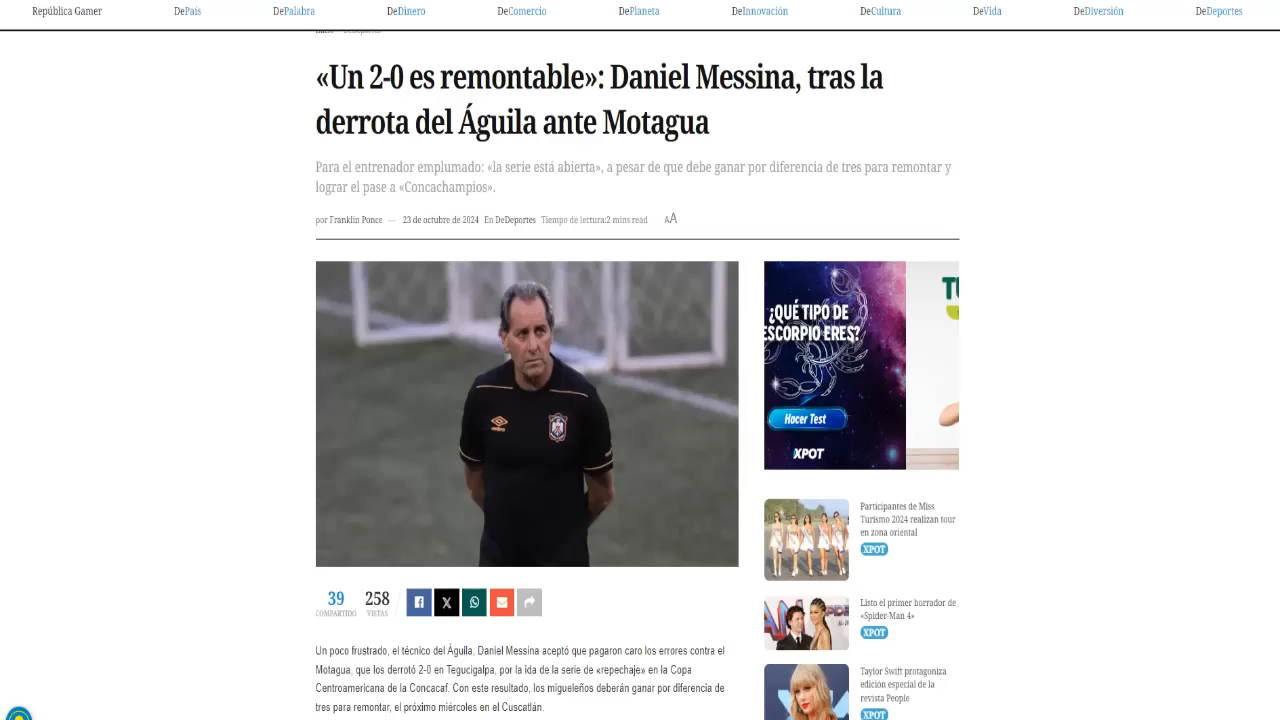 República Gamer DePaís DePalabra DeDinero DeComercio DePlaneta DeInnovación DeCultura DeVida DeDiversión DeDeportes
«Un 2-0 es remontable»: Daniel Messina, tras la
derrota del Águila ante Motagua
Para el entrenador emplumado: «la serie está abierta», a pesar de que debe ganar por diferencia de tres para remontar y
lograr el pase a «Concachampios».
por Franklin Ponce — 23 de octubre de 2024 En DeDeportes Tiempo de lectura:2 mins read AA
umbro
39 258
COMPARTIDO VISTAS
Un poco frustrado, el técnico del Águila, Daniel Messina aceptó que pagaron caro los errores contra el
Motagua, que los derrotó 2-0 en Tegucigalpa, por la ida de la serie de «repechaje» en la Copa
Centroamericana de la Concacaf. Con este resultado, los migueleños deberán ganar por diferencia de
tres para remontar, el próximo miércoles en el Cuscatlán.
¿QUÉ TIPO DE
ESCORPIO ERES?
Hacer Test
XPOT
Participantes de Miss
Turismo 2024 realizan tour
en zona oriental
XPOT
Listo el primer borrador de
«Spider-Man 4»
XPOT
Taylor Swift protagoniza
edición especial de la
revista People
XPOT